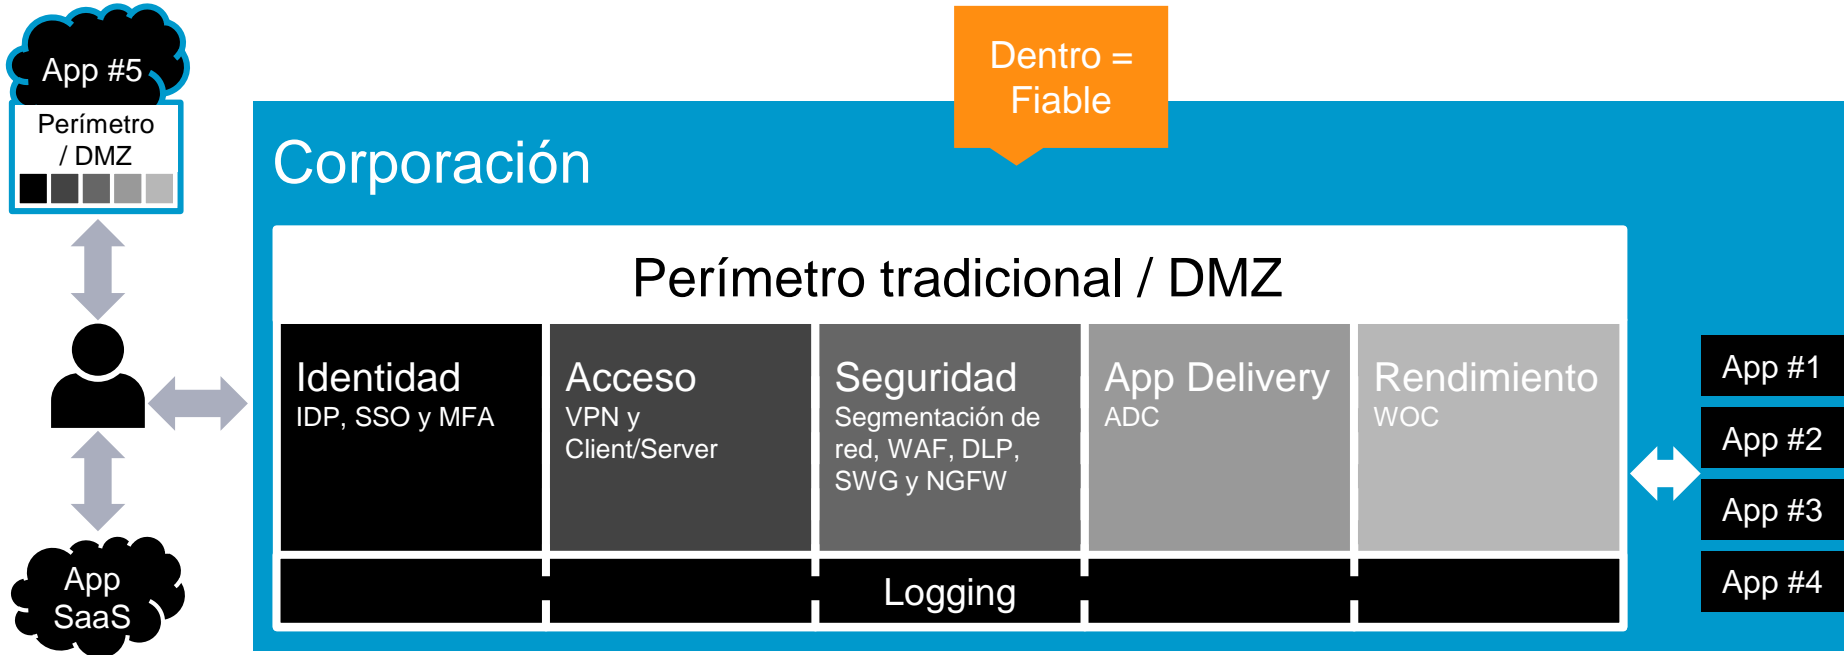 App #5
Perímetro
/ DMZ
App
SaaS
Dentro =
Fiable
Corporación
Perímetro tradicional / DMZ
Identidad
IDP, SSO y MFA
Acceso
VPN y
Client/Server
Seguridad
Segmentación de
red, WAF, DLP,
SWG y NGFW
App Delivery
ADC
Rendimiento
WOC
Logging
App #1
App #2
App #3
App #4